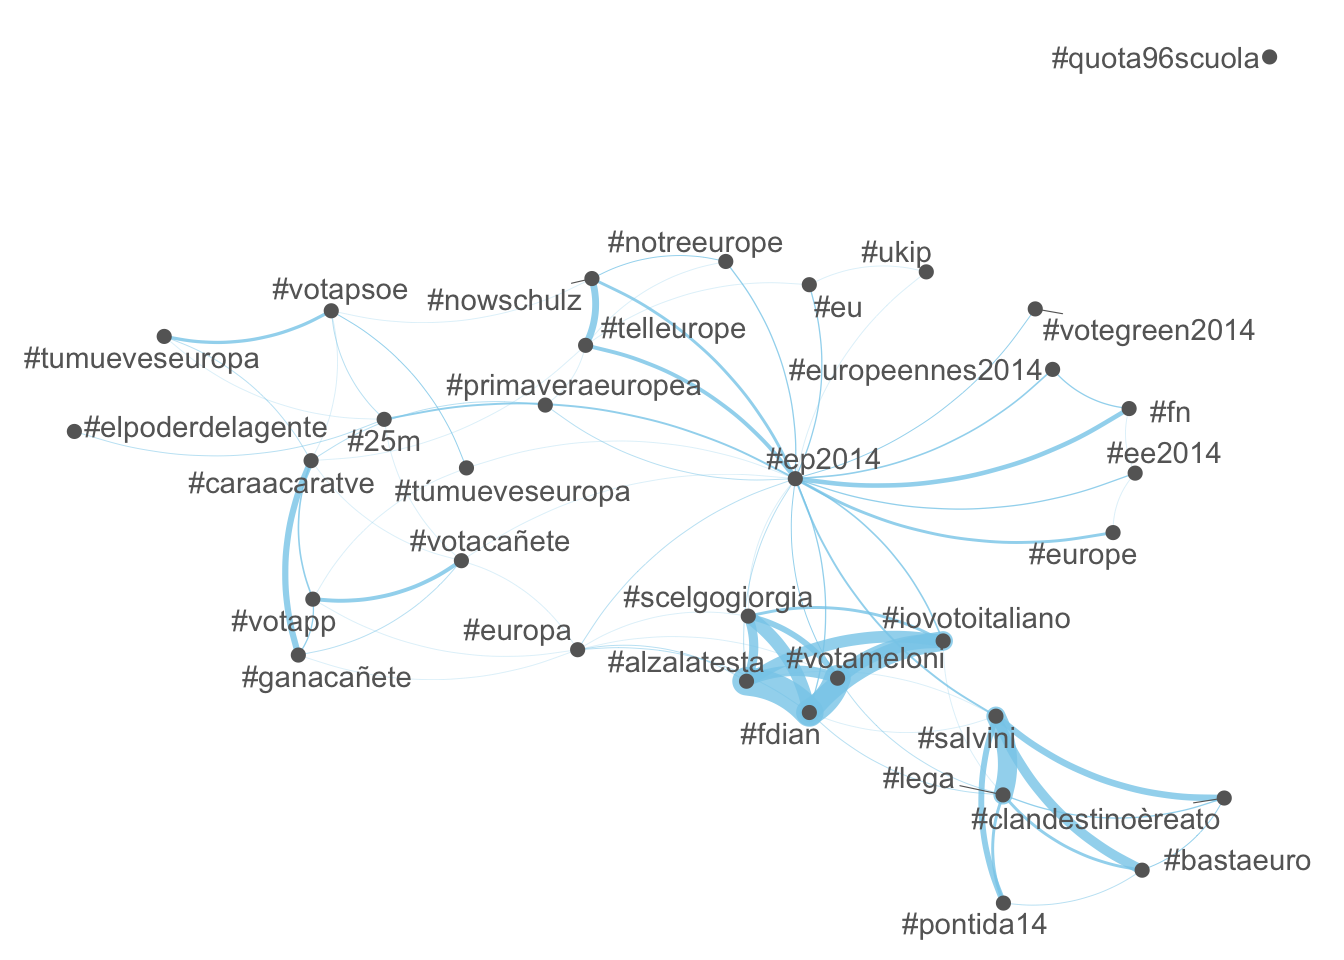 #quota96scuola
#notreeurope
#ukip
#votapsoe
#nowschulz
#eu
#telleurope
#votegreen2014
#tumueveseuropa
#europeennes2014
#primaveraeuropea
#fn
#elpoderdelagente
#25m
#ee2014
#ep2014
#caraacaratve
#túmueveseuropa
#votacañete
#europe
#scelgogiorgia
#votapp
#iovotoitaliano
#europa
#alzalatesta
#votameloni
#ganacañete
#fdian
#salvini
#lega
#clandestinoèreato
#bastaeuro
#pontida14